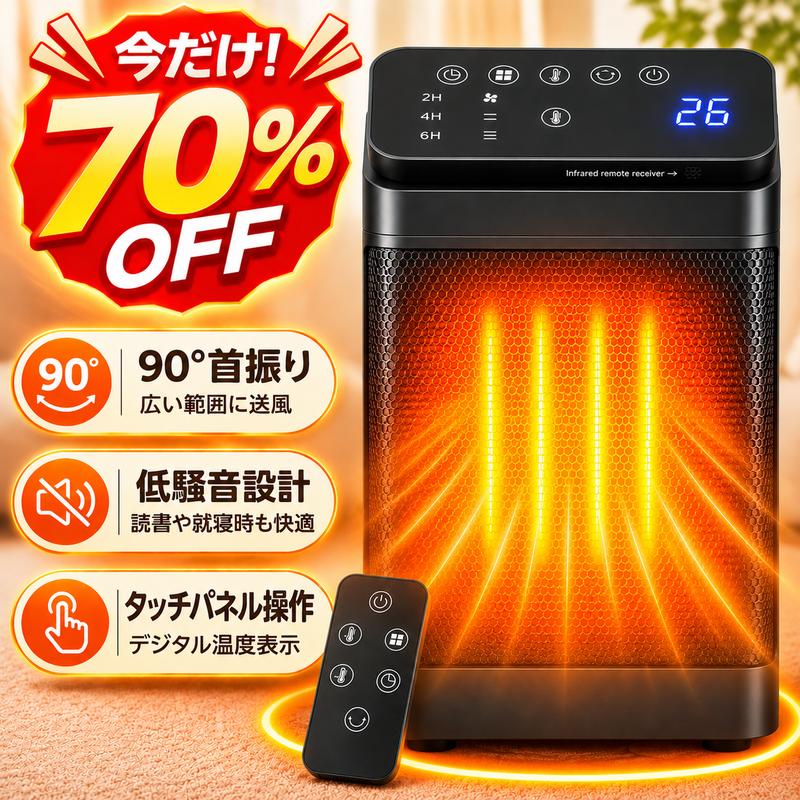 今だけ!
70%
OFF
90°
90°首振り
広い範囲に送風
低騒音設計
読書や就寝時も快適
タッチパネル操作
デジタル温度表示
2H
4H
6H
26
Infrared remote receiver→